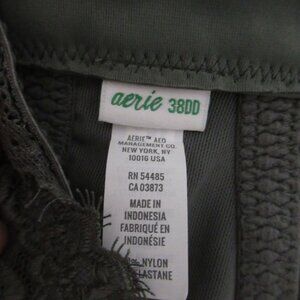 aerie 38DD
AERIE™ AEO
MANAGEMENT CO.
NEW YORK, NY
10016 USA
RN 54485
CA 03873
MADE IN
INDONESIA
FABRIQUÉ EN
INDONÉSIE
% NYLON
LASTANE